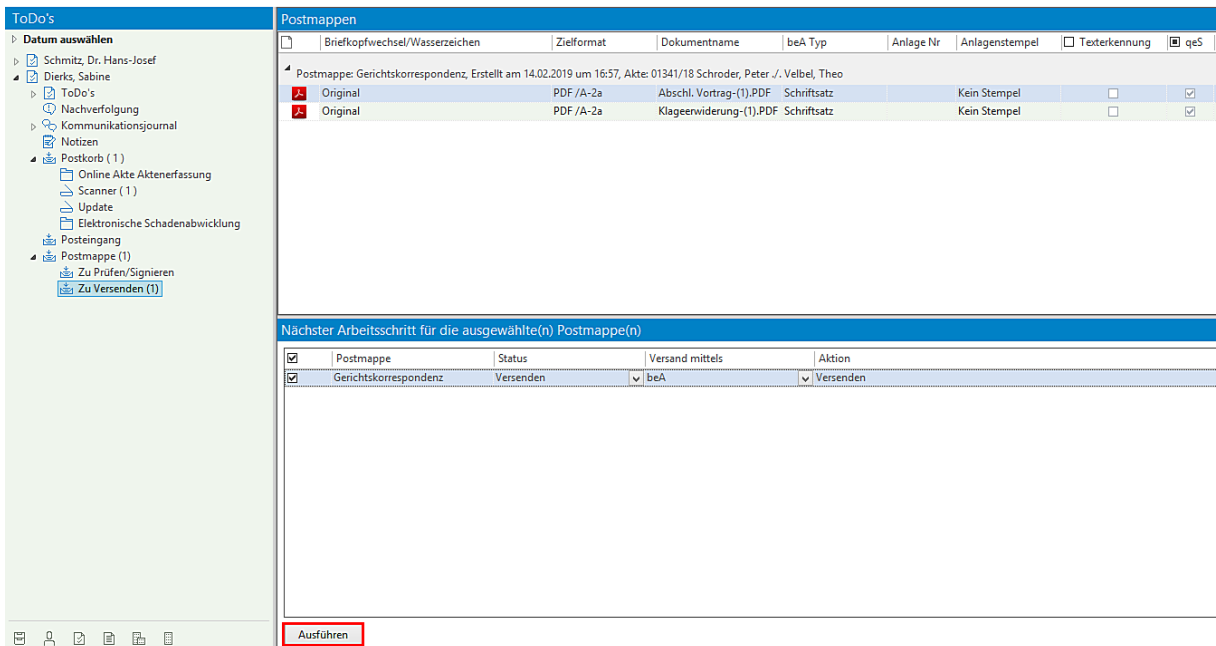 ToDo's
Datum auswählen
Schmitz, Dr. Hans-Josef
Dierks, Sabine
ToDo's
Nachverfolgung
Kommunikationsjournal
Notizen
Postkorb ( 1 )
Online Akte Aktenerfassung
Scanner ( 1 )
Update
Elektronische Schadenabwicklung
Posteingang
Postmappe (1)
Zu Prüfen/Signieren
Zu Versenden (1)
Postmappen
Briefkopfwechsel/Wasserzeichen Zielformat Dokumentname beA Typ Anlage Nr Anlagenstempel Texterkennung qeS
Postmappe: Gerichtskorrespondenz, Erstellt am 14.02.2019 um 16:57, Akte: 01341/18 Schroder, Peter ./. Velbel, Theo
Original PDF /A-2a Abschl. Vortrag-(1).PDF Schriftsatz Kein Stempel
Original PDF /A-2a Klageerwiderung-(1).PDF Schriftsatz Kein Stempel
Nächster Arbeitsschritt für die ausgewählte(n) Postmappe(n)
Postmappe Status Versand mittels Aktion
Gerichtskorrespondenz Versenden beA Versenden
Ausführen